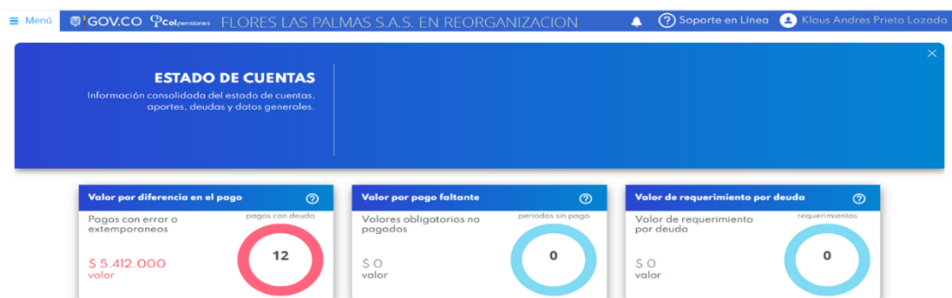 Menú GOV.CO Colpensiones FLORES LAS PALMAS S.A.S. EN REORGANIZACION Soporte en Línea Klaus Andres Prieto Lozada
ESTADO DE CUENTAS
Información consolidada del estado de cuentas,
aportes, deudas y datos generales.
Valor por diferencia en el pago
Pagos con error o
extemporaneos
pagos con deuda
12
$ 5.412.000
valor
Valor por pago faltante
Valores obligatorios no
pagados
periodos sin pago
0
$ 0
valor
Valor de requerimiento por deuda
Valor de requerimiento
por deuda
requerimientos
0
$ 0
valor